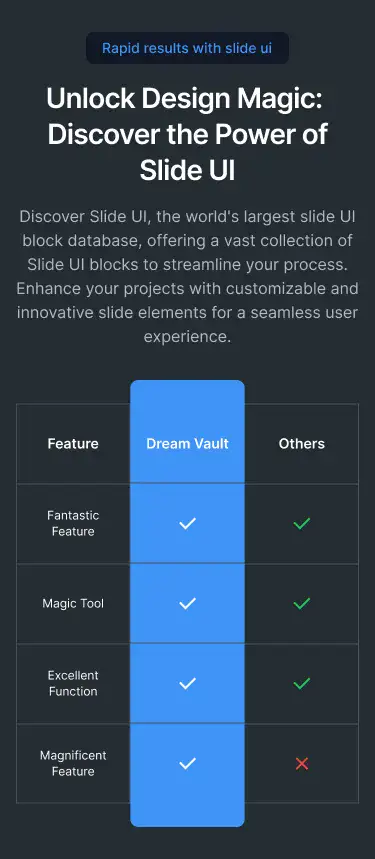 Rapid results with slide ui
Unlock Design Magic:
Discover the Power of
Slide UI
Discover Slide UI, the world's largest slide UI
block database, offering a vast collection of
Slide UI blocks to streamline your process.
Enhance your projects with customizable and
innovative slide elements for a seamless user
experience.
Feature Dream Vault Others
Fantastic
Feature
Magic Tool
Excellent
Function
Magnificent
Feature